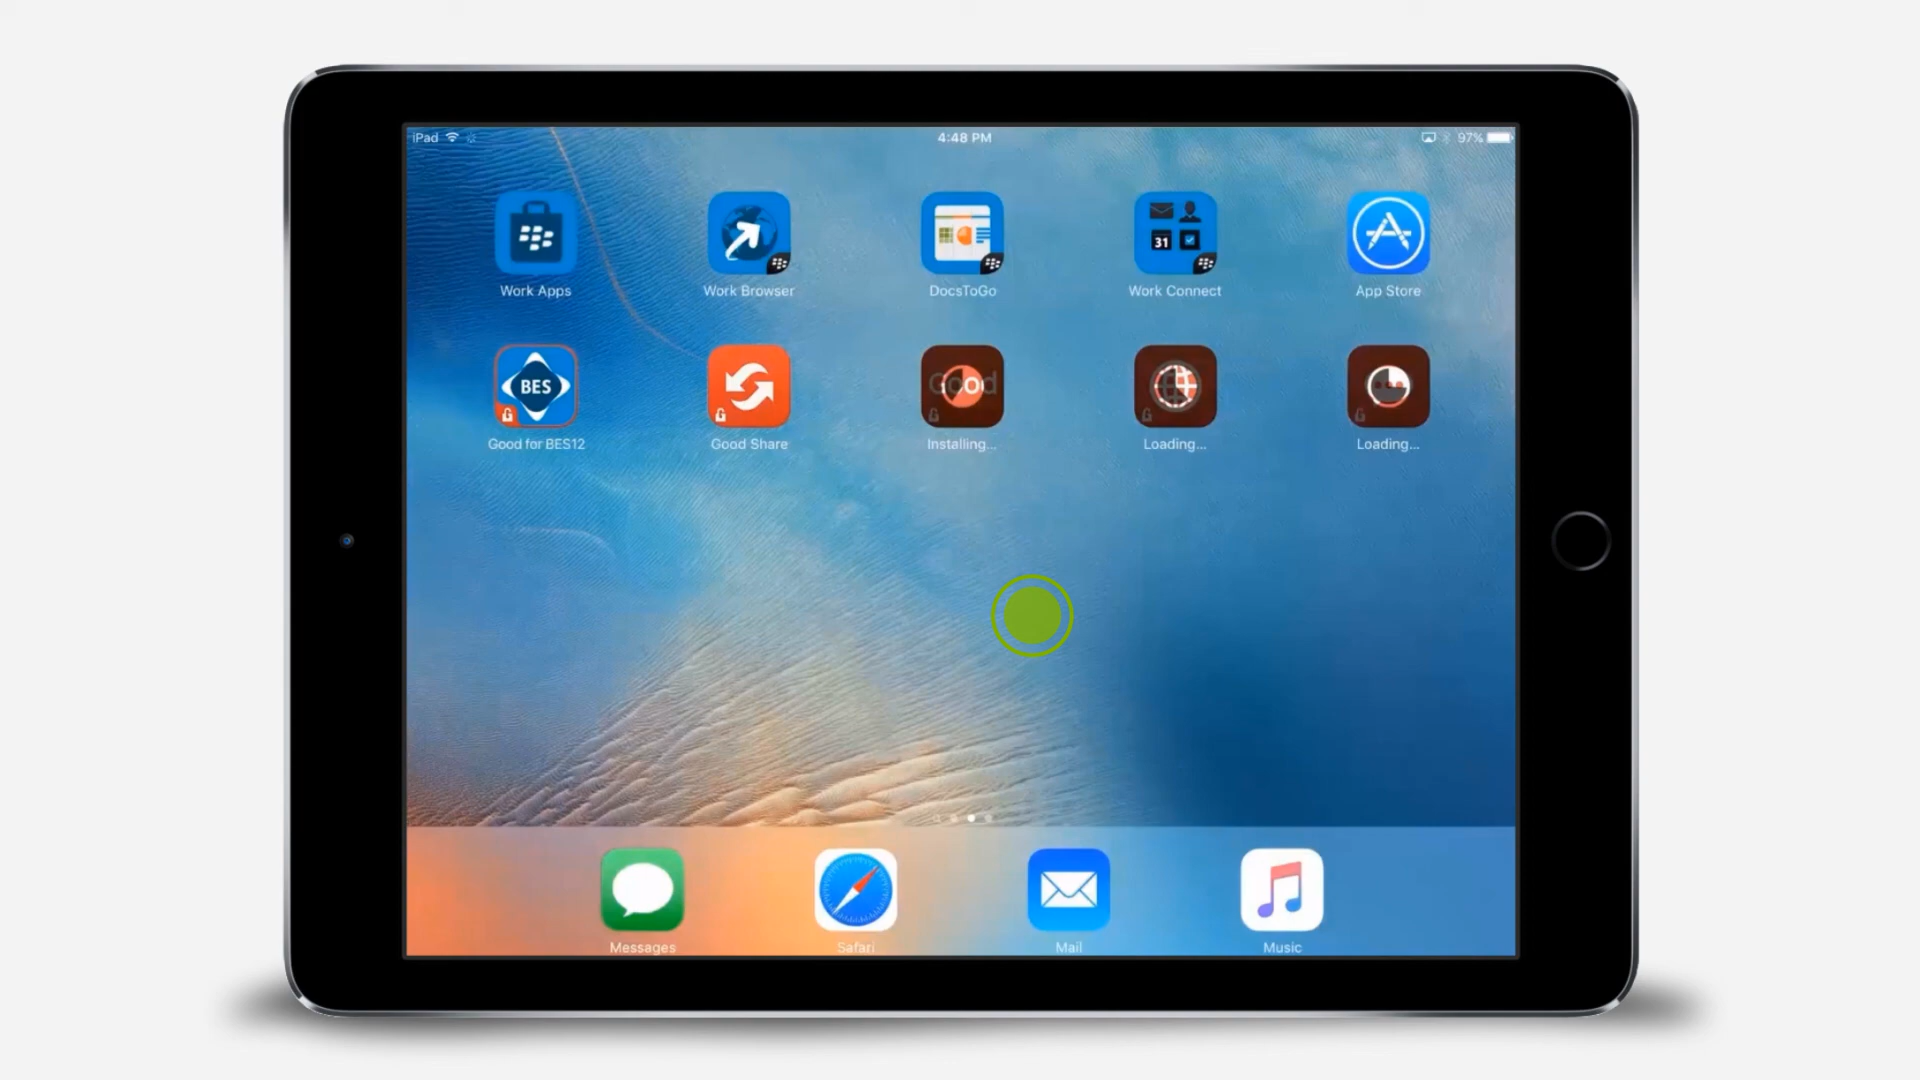 iPad 4:48 PM 97%
31
Work Apps Work Browser DocsToGo Work Connect App Store
BES
Good
Good for BES12 Good Share Installing... Loading... Loading...
Messages Safari Mail Music